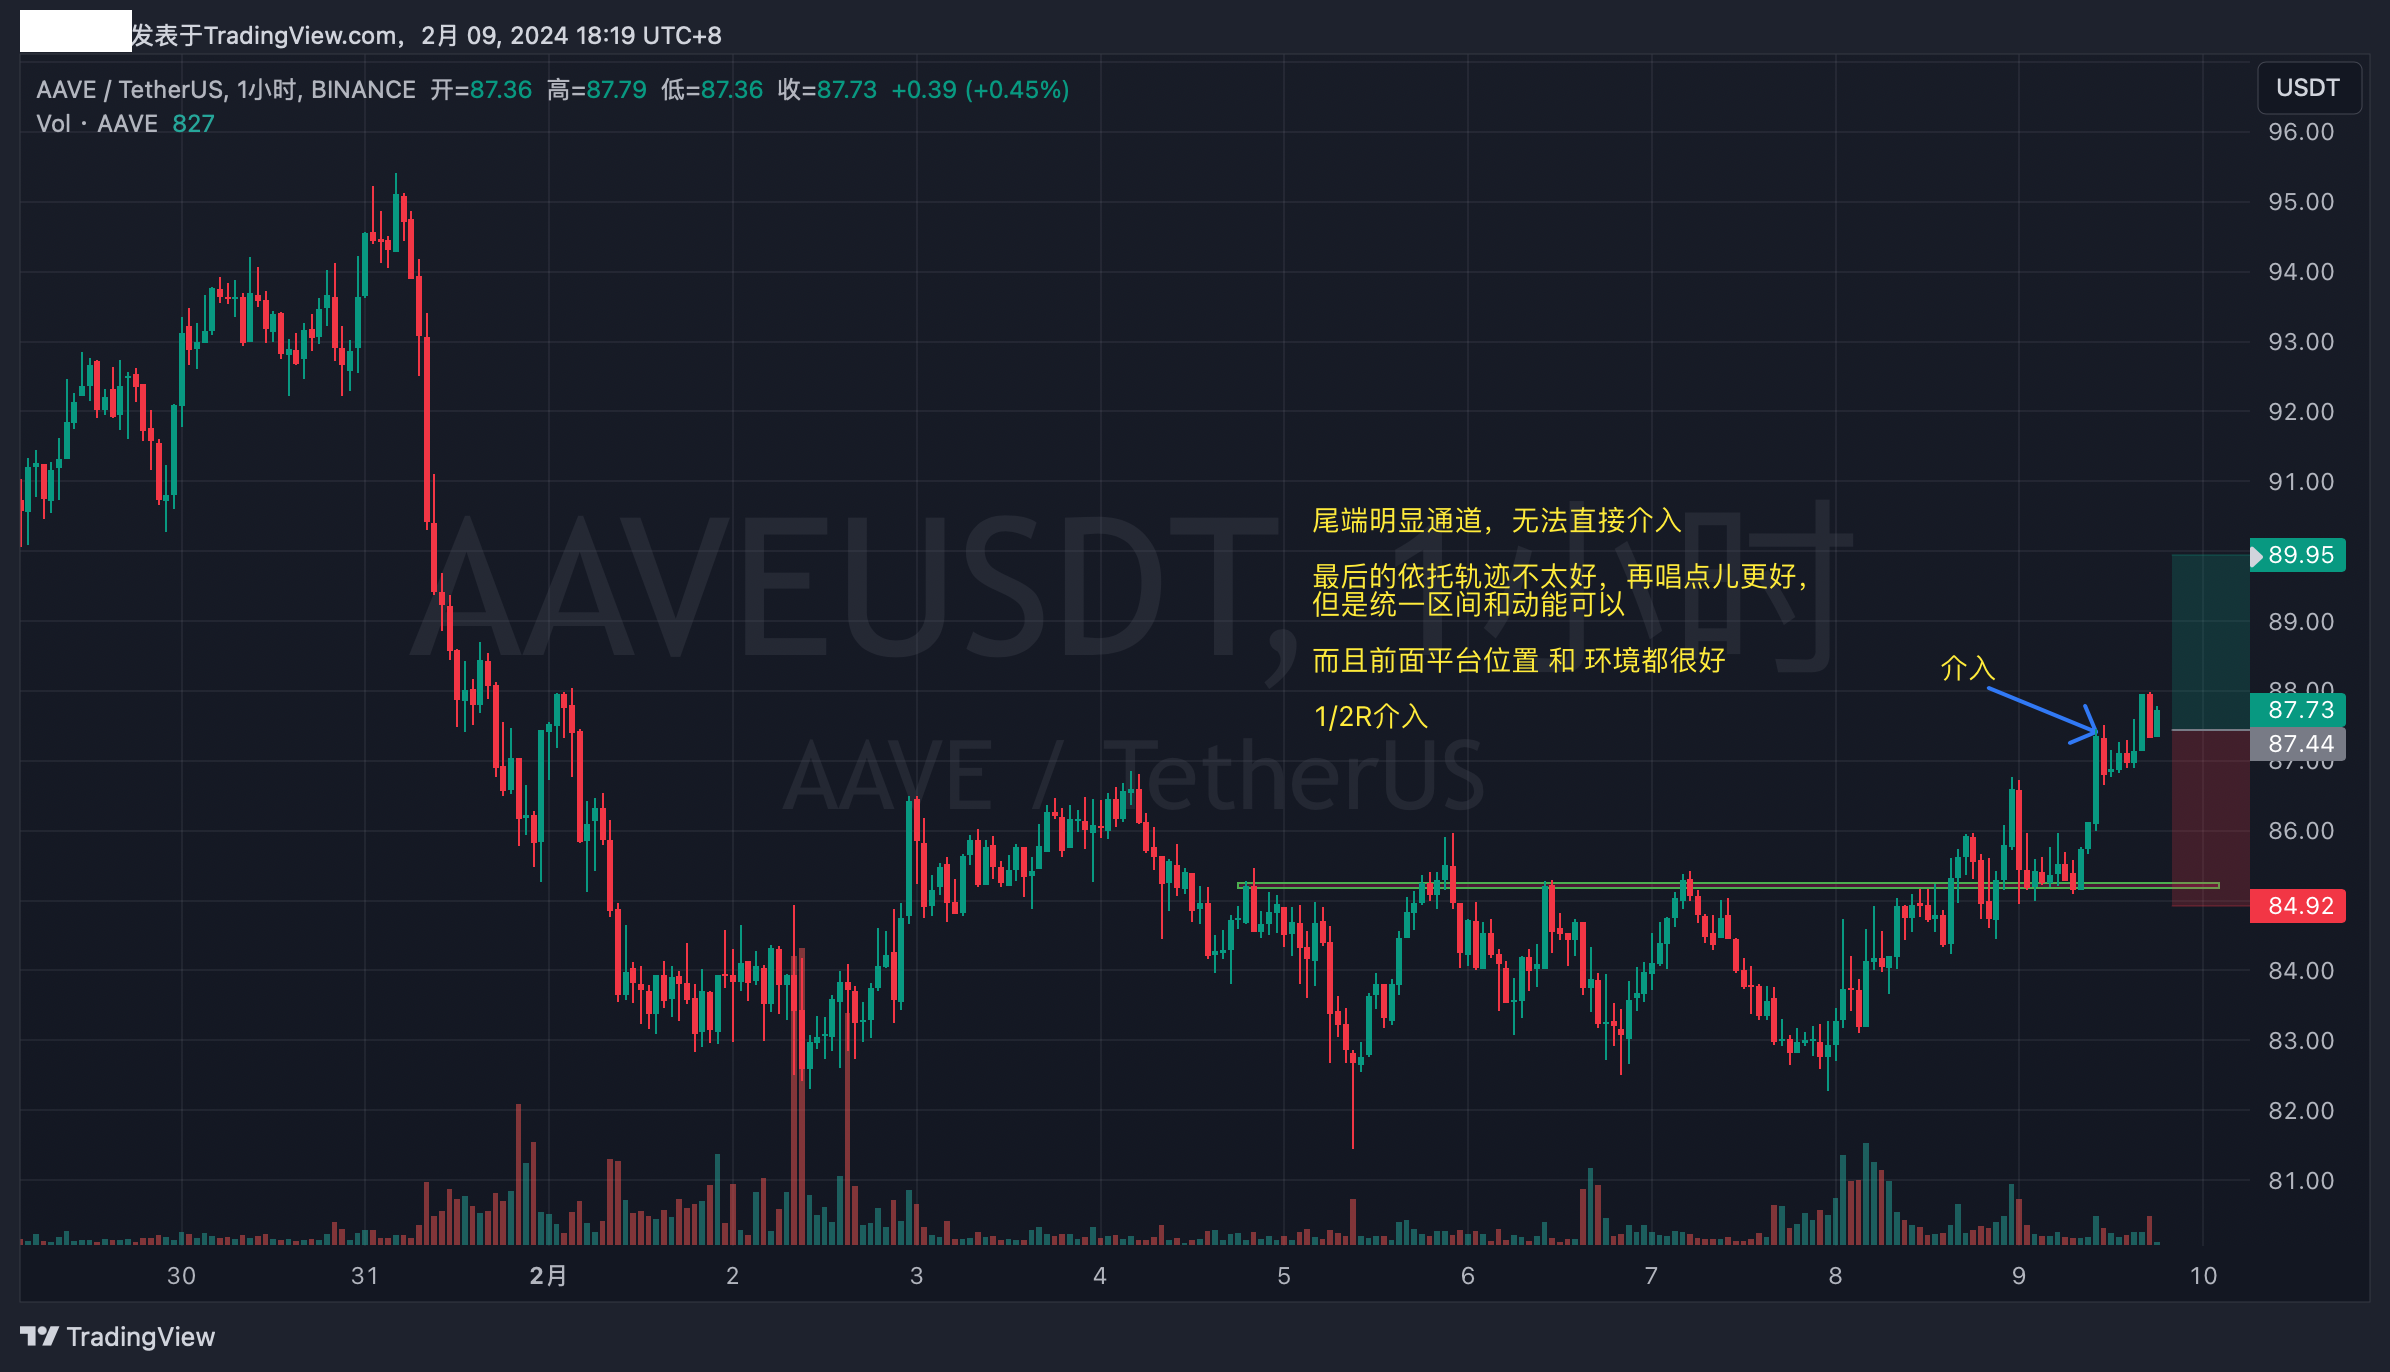 发表于TradingView.com，2月 09, 2024 18:19 UTC+8
AAVE / TetherUS, 1小时, BINANCE 开=87.36 高=87.79 低=87.36 收=87.73 +0.39 (+0.45%)
Vol · AAVE 827
USDT
96.00
95.00
94.00
93.00
92.00
91.00
89.95
89.00
88.00
87.73
87.44
87.00
86.00
84.92
84.00
83.00
82.00
81.00
AAVEUSDT, 1小时
AAVE / TetherUS
尾端明显通道，无法直接介入
最后的依托轨迹不太好，再唱点儿更好，
但是统一区间和动能可以
而且前面平台位置 和 环境都很好
1/2R介入
介入
30 31 2月 2 3 4 5 6 7 8 9 10
TradingView